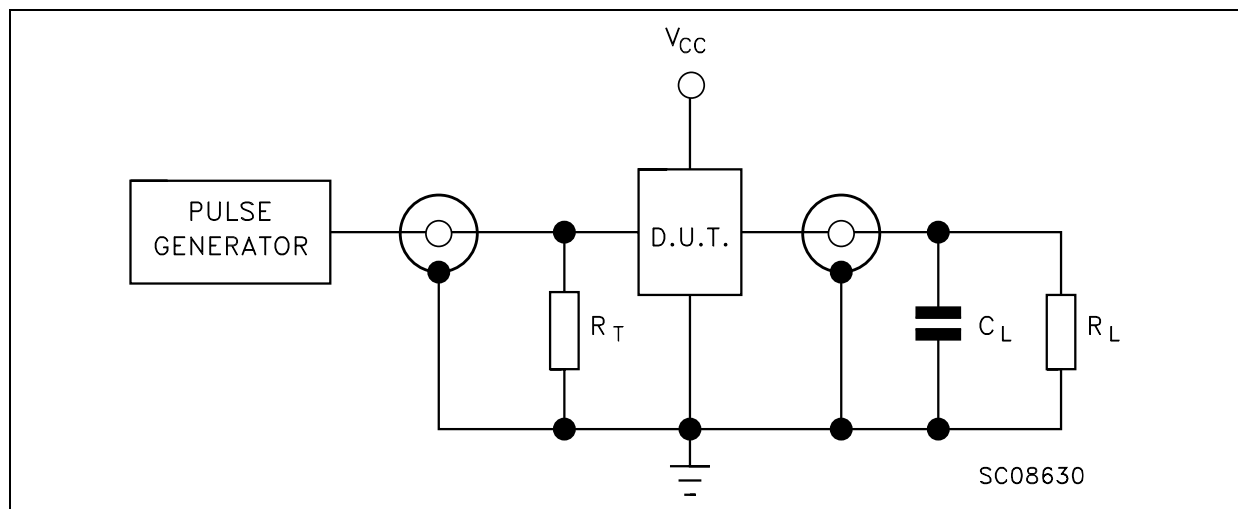 VCC
PULSE
GENERATOR
D.U.T.
RT
CL
RL
SC08630